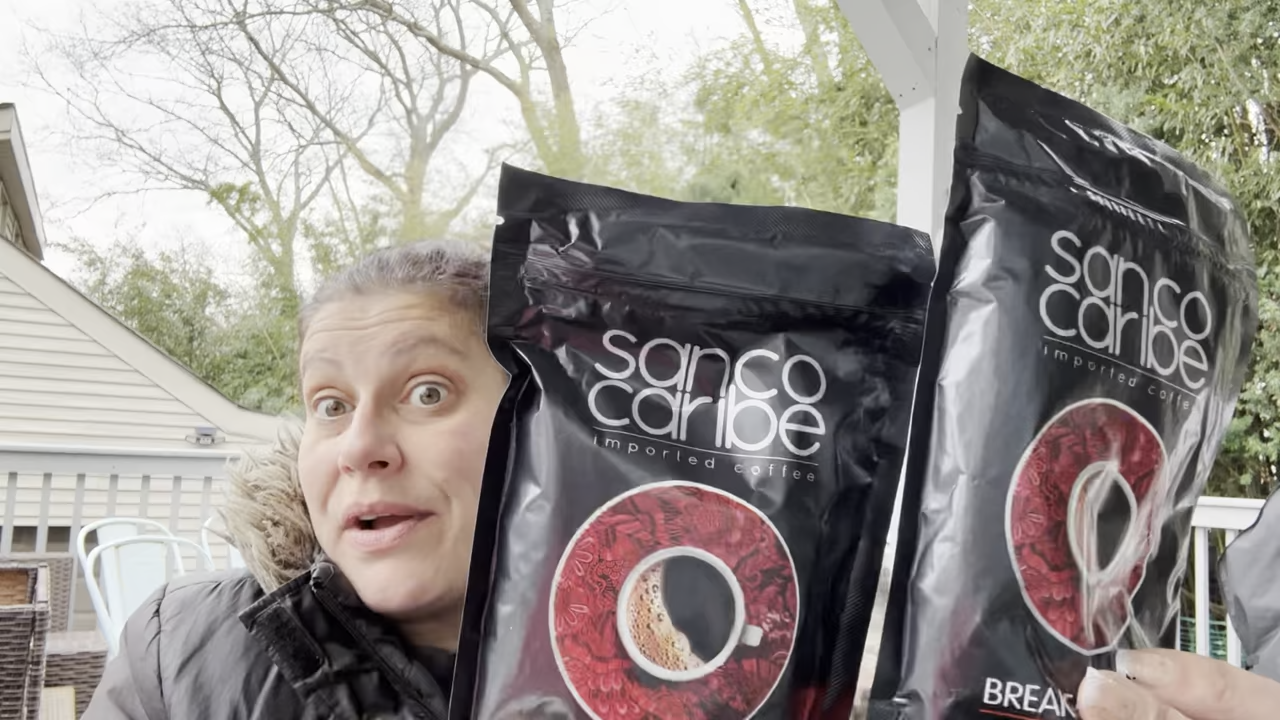 sanco
caribe
imported coffee
sanco
caribe
imported coffee
BREAK